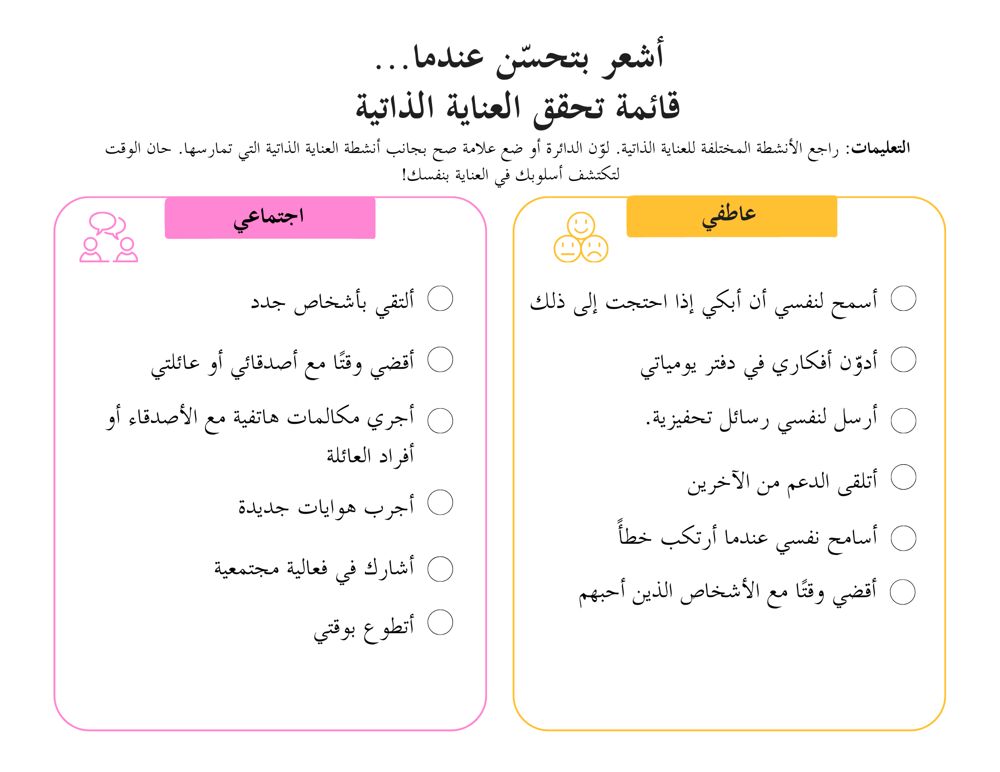 أشعر بتحسّن عندما...
قائمة تحقق العناية الذاتية
التعليمات: راجع الأنشطة المختلفة للعناية الذاتية. لوّن الدائرة أو ضع علامة صح بجانب أنشطة العناية الذاتية التي تمارسها. حان الوقت
لتكتشف أسلوبك في العناية بنفسك!
عاطفي
أسمح لنفسي أن أبكي إذا احتجت إلى ذلك
أدوّن أفكاري في دفتر يومياتي
أرسل لنفسي رسائل تحفيزية.
أتلقى الدعم من الآخرين
أسامح نفسي عندما أرتكب خطأً
أقضي وقتًا مع الأشخاص الذين أحبهم
اجتماعي
ألتقي بأشخاص جدد
أقضي وقتًا مع أصدقائي أو عائلتي
أجري مكالمات هاتفية مع الأصدقاء أو
أفراد العائلة
أجرب هوايات جديدة
أشارك في فعالية مجتمعية
أتطوع بوقتي